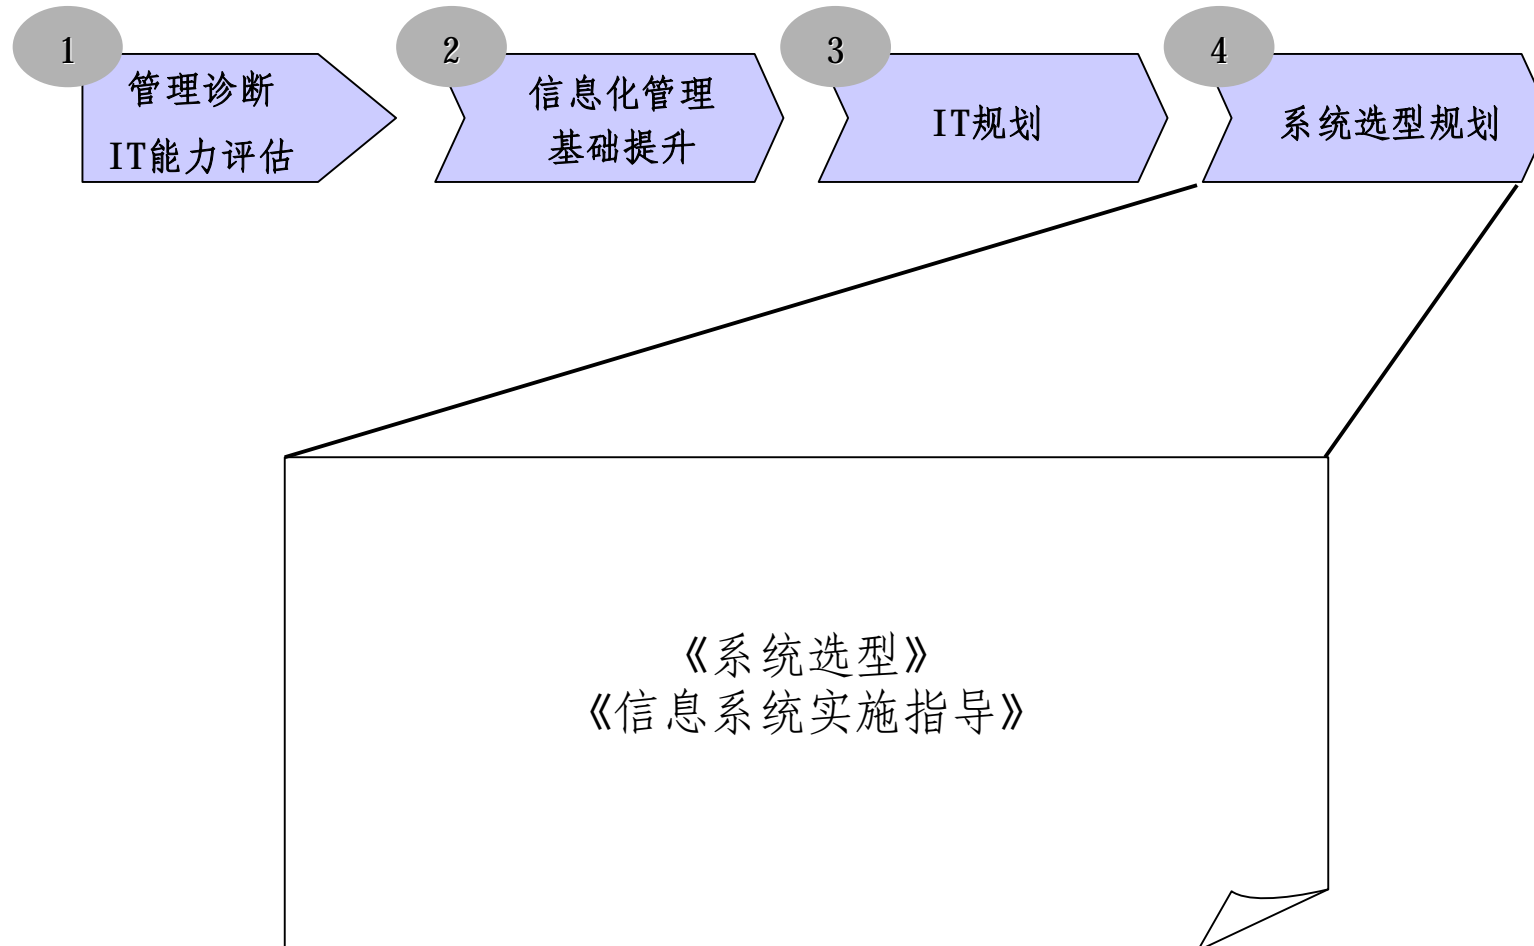 1
管理诊断
IT能力评估
2
信息化管理
基础提升
3
IT规划
4
系统选型规划
《系统选型》
《信息系统实施指导》